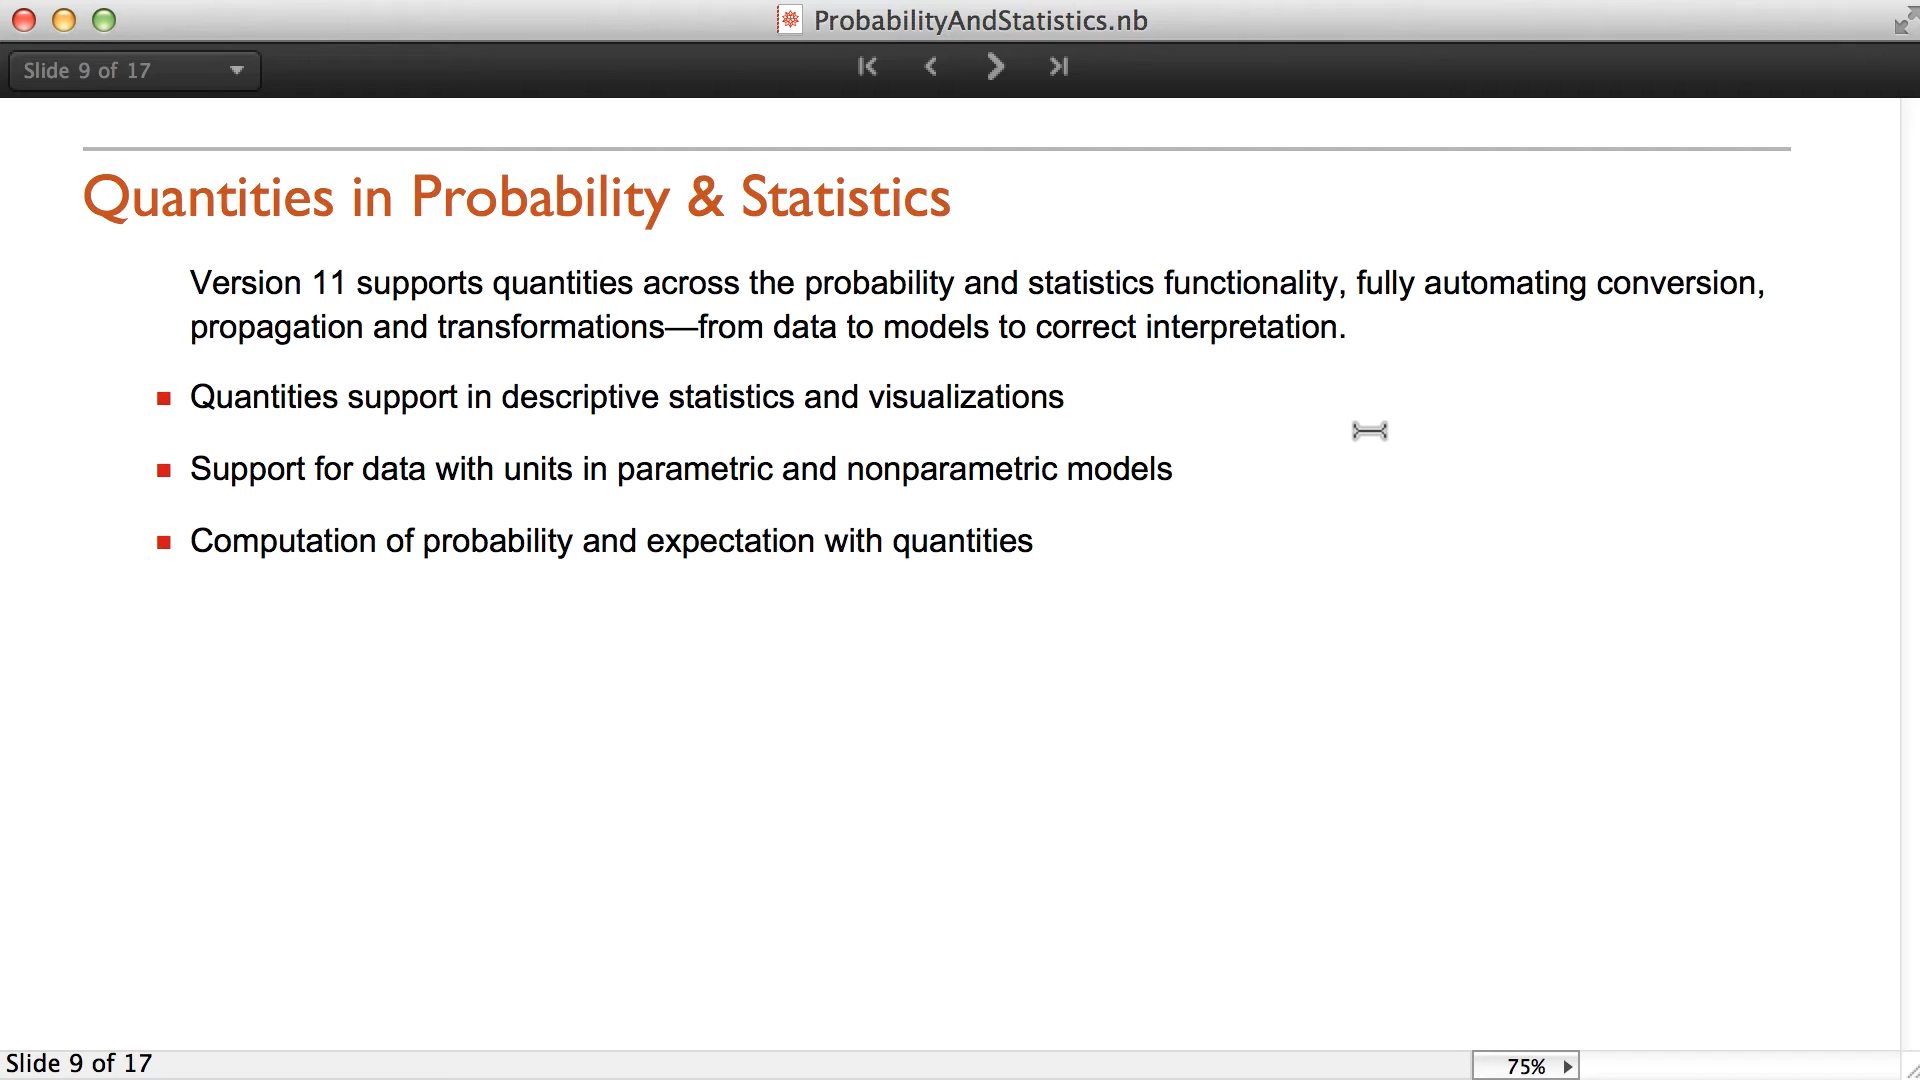 ProbabilityAndStatistics.nb
Slide 9 of 17
Quantities in Probability & Statistics
Version 11 supports quantities across the probability and statistics functionality, fully automating conversion,
propagation and transformations—from data to models to correct interpretation.
Quantities support in descriptive statistics and visualizations
Support for data with units in parametric and nonparametric models
Computation of probability and expectation with quantities
Slide 9 of 17
75%